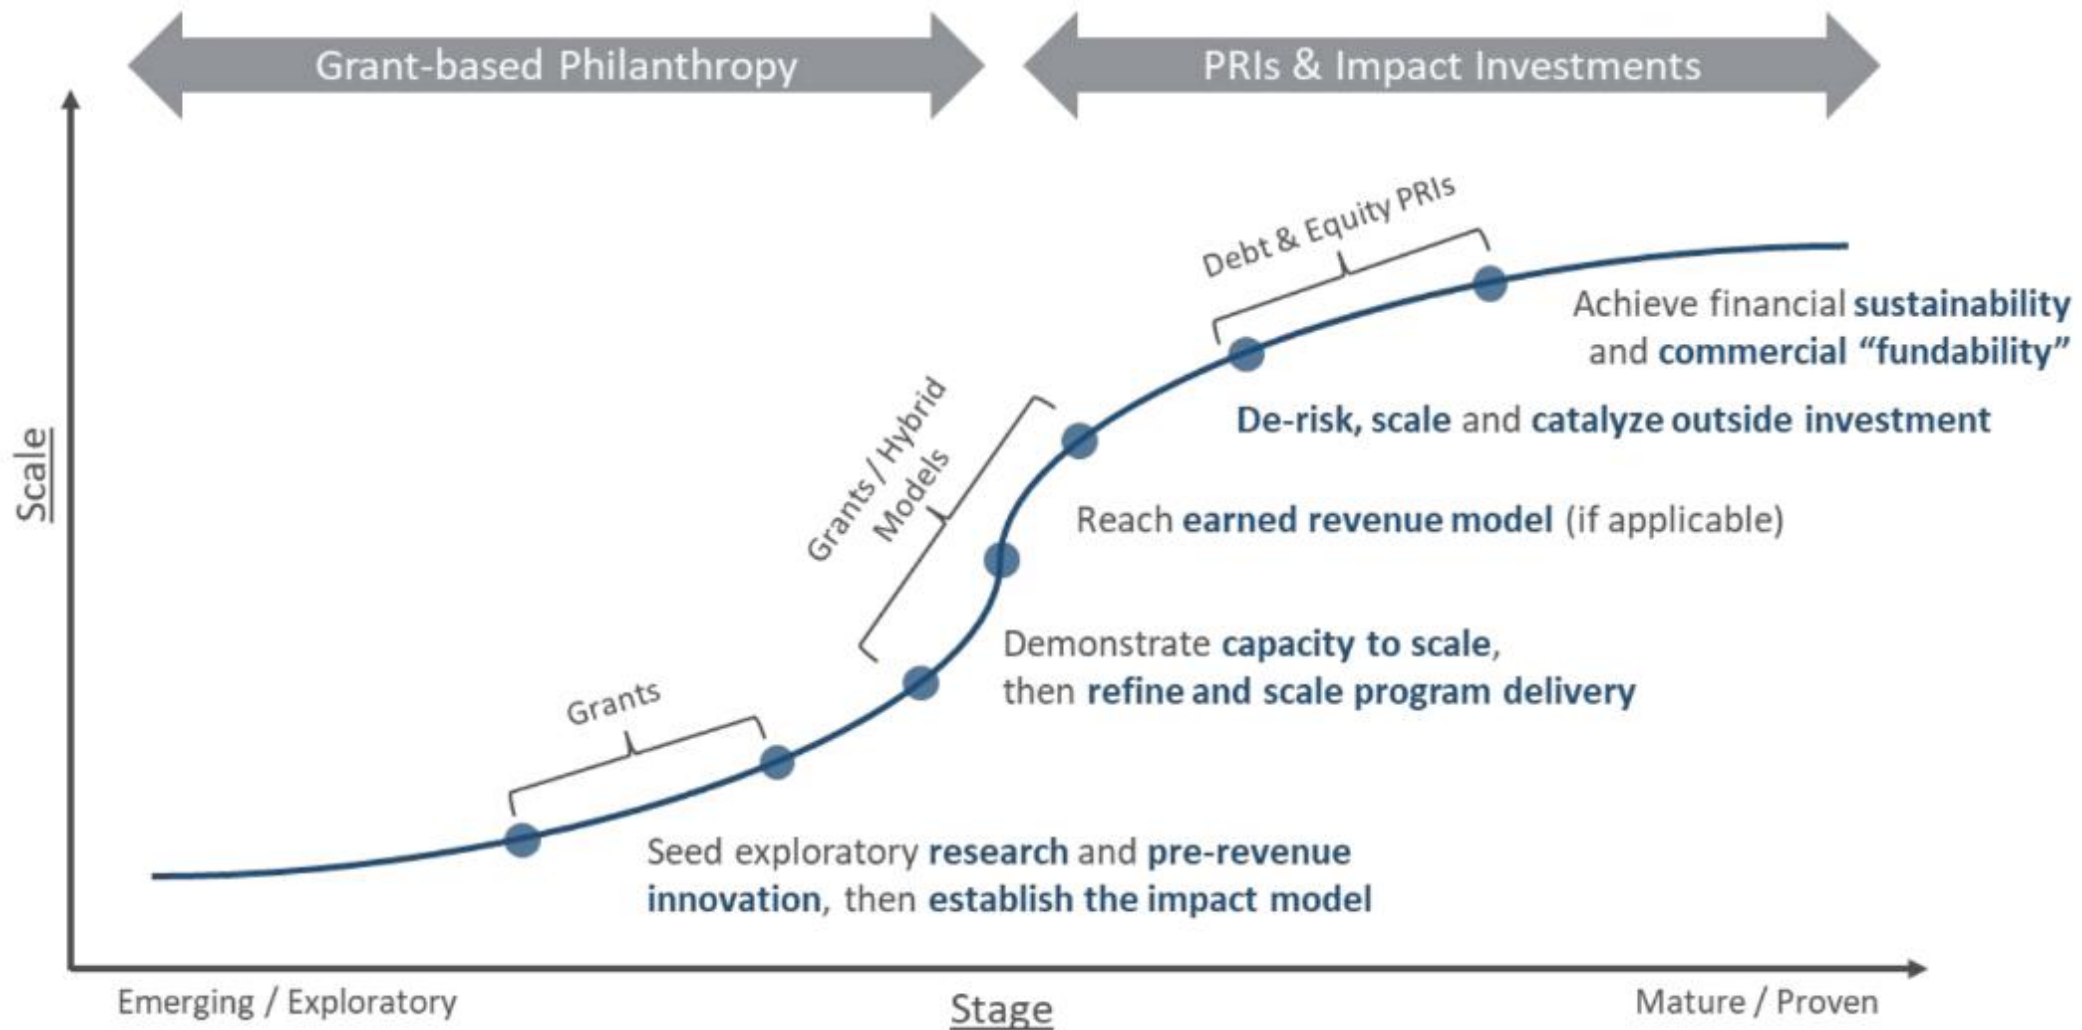 Grant-based Philanthropy
PRIs & Impact Investments
Debt & Equity PRIs
Achieve financial sustainability
and commercial “fundability”
De-risk, scale and catalyze outside investment
Grants / Hybrid
Models
Scale
Reach earned revenue model (if applicable)
Demonstrate capacity to scale,
then refine and scale program delivery
Grants
Seed exploratory research and pre-revenue
innovation, then establish the impact model
Emerging / Exploratory
Stage
Mature / Proven